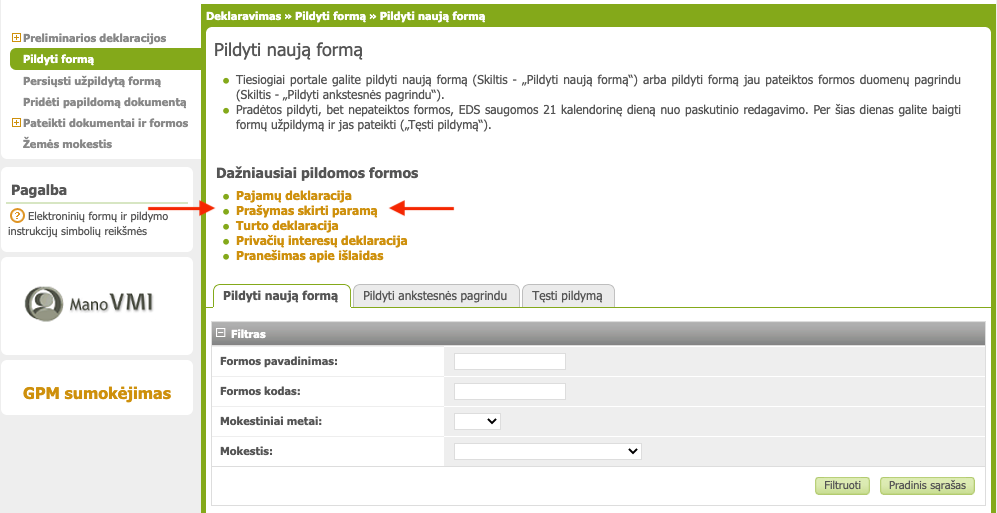 Deklaravimas » Pildyti formą » Pildyti naują formą
Preliminarios deklaracijos
Pildyti formą
Persiųsti užpildytą formą
Pridėti papildomą dokumentą
Pateikti dokumentai ir formos
Žemės mokestis
Pagalba
Elektroninių formų ir pildymo
instrukcijų simbolių reikšmės
Mano VMI
GPM sumokėjimas
Pildyti naują formą
Tiesiogiai portale galite pildyti naują formą (Skiltis - „Pildyti naują formą“) arba pildyti formą jau pateiktos formos duomenų pagrindu
(Skiltis - „Pildyti ankstesnės pagrindu“).
Pradėtos pildyti, bet nepateiktos formos, EDS saugomos 21 kalendorinę dieną nuo paskutinio redagavimo. Per šias dienas galite baigti
formų užpildymą ir jas pateikti („Tęsti pildymą“).
Dažniausiai pildomos formos
Pajamų deklaracija
Prašymas skirti paramą
Turto deklaracija
Privačių interesų deklaracija
Pranešimas apie išlaidas
Pildyti naują formą
Pildyti ankstesnės pagrindu
Tęsti pildymą
Filtras
Formos pavadinimas:
Formos kodas:
Mokestiniai metai:
Mokestis:
Filtruoti
Pradinis sąrašas